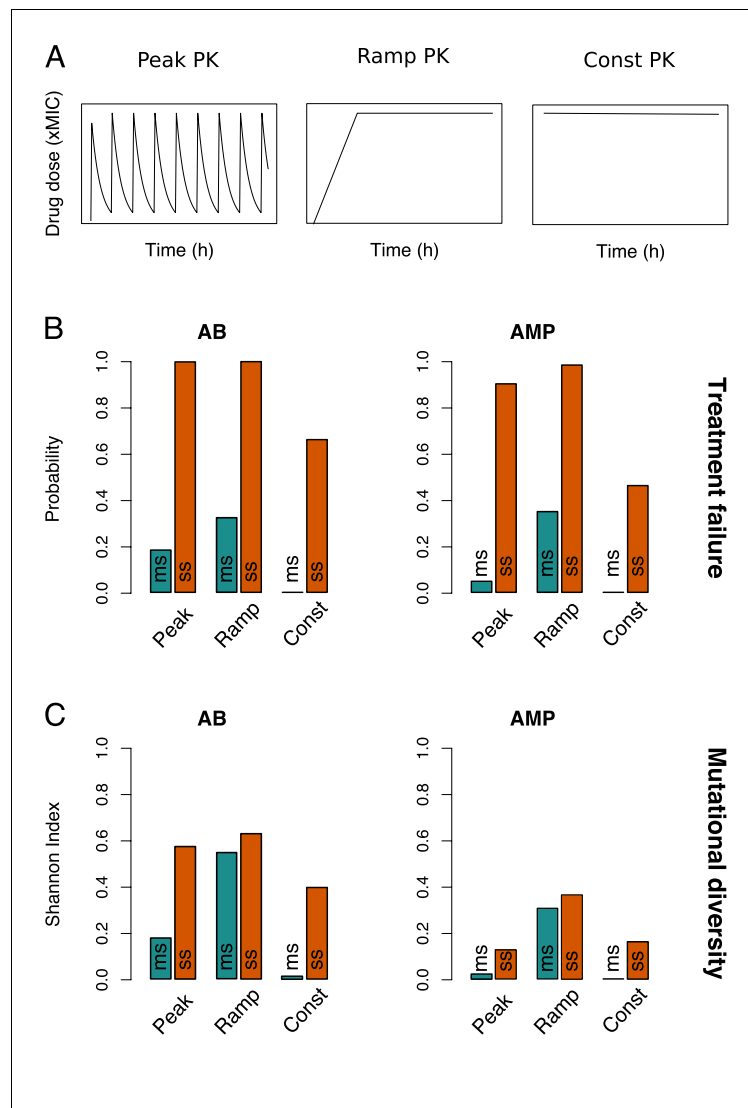 A
Peak PK
Ramp PK
Const PK
Drug dose (xMIC)
Time (h)
Time (h)
Time (h)
B
AB
AMP
Probability
0.0
0.2
0.4
0.6
0.8
1.0
ms
ss
ms
ss
ms
ss
Peak
Ramp
Const
0.0
0.2
0.4
0.6
0.8
1.0
ms
ss
ms
ss
ms
ss
Peak
Ramp
Const
Treatment failure
C
AB
AMP
Shannon Index
0.0
0.2
0.4
0.6
0.8
1.0
ms
ss
ms
ss
ms
ss
Peak
Ramp
Const
0.0
0.2
0.4
0.6
0.8
1.0
ms
ss
ms
ss
ms
ss
Peak
Ramp
Const
Mutational diversity